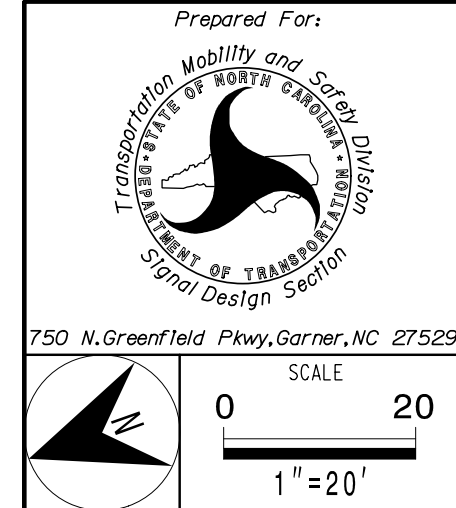 Prepared For:
Transportation Mobility and Safety Division
STATE OF NORTH CAROLINA
DEPARTMENT OF TRANSPORTATION
Signal Design Section
750 N.Greenfield Pkwy,Garner,NC 27529
N
SCALE
0 20
1"=20'